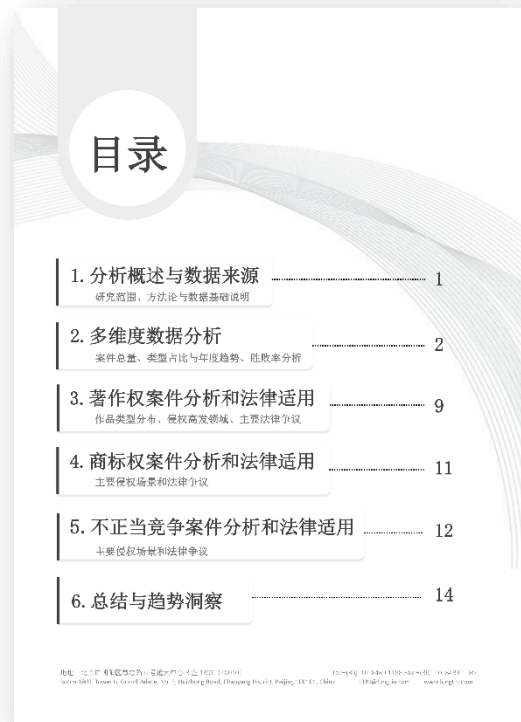 目录
1. 分析概述与数据来源 1
研究范围、方法论与数据基础说明
2. 多维度数据分析 2
案件总量、类型占比与年度趋势、胜败率分析
3. 著作权案件分析和法律适用 9
作品类型分布、侵权高发领域、主要法律争议
4. 商标权案件分析和法律适用 11
主要侵权场景和法律争议
5. 不正当竞争案件分析和法律适用 12
主要侵权场景和法律争议
6. 总结与趋势洞察 14